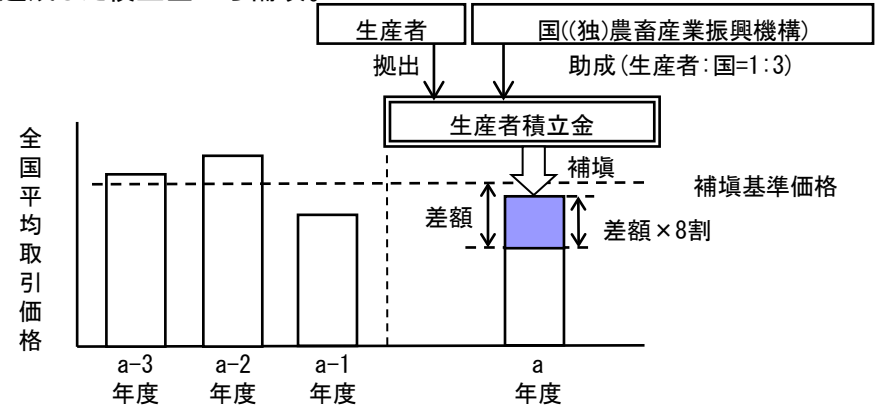 生産者
国((独)農畜産業振興機構)
拠出
助成(生産者:国=1:3)
生産者積立金
補塡
全国平均取引価格
補塡基準価格
差額
差額×8割
a-3
年度
a-2
年度
a-1
年度
a
年度